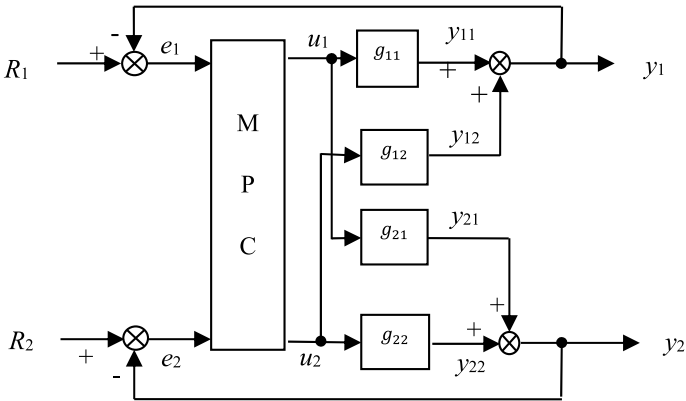 -
u1
y11
+
e1
g11
R1
+
y1
+
M
g12
y12
P
y21
C
g21
+
R2
g22
+
y2
+
e2
u2
y22
-